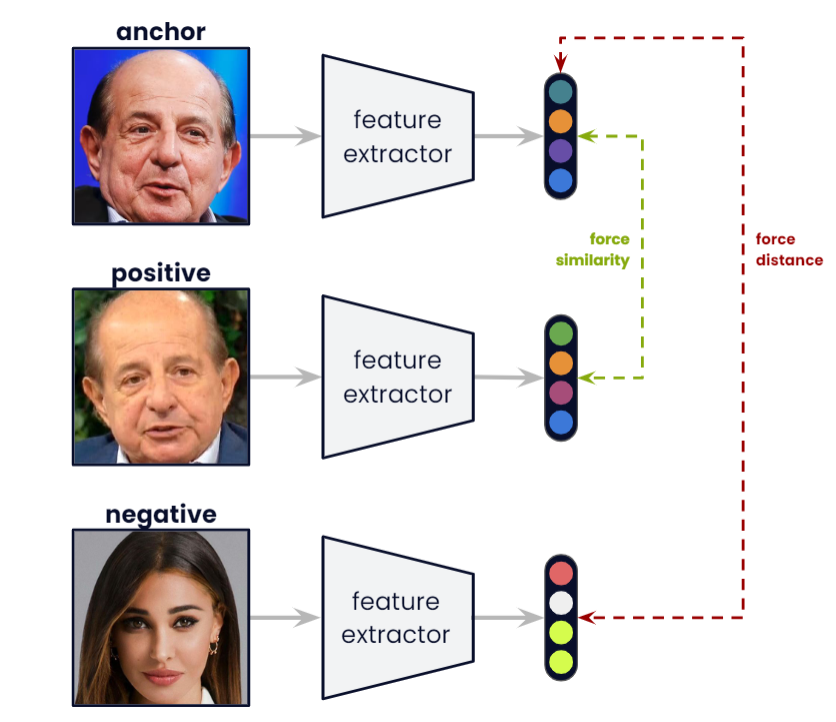 anchor
feature
extractor
force
similarity
force
distance
positive
feature
extractor
negative
feature
extractor